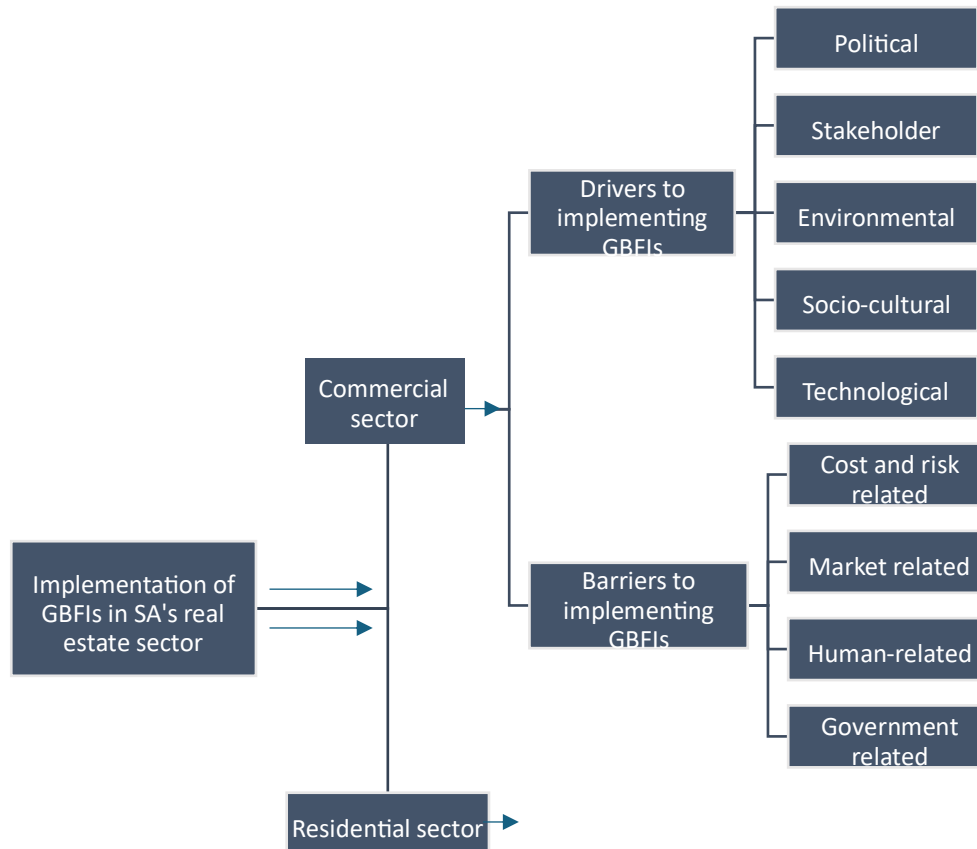 Political
Stakeholder
Drivers to
implementing
GBFIs
Environmental
Socio-cultural
Technological
Commercial
sector
Cost and risk
related
Market related
Implementation of
GBFIs in SA's real
estate sector
Barriers to
implementing
GBFIs
Human-related
Government
related
Residential sector